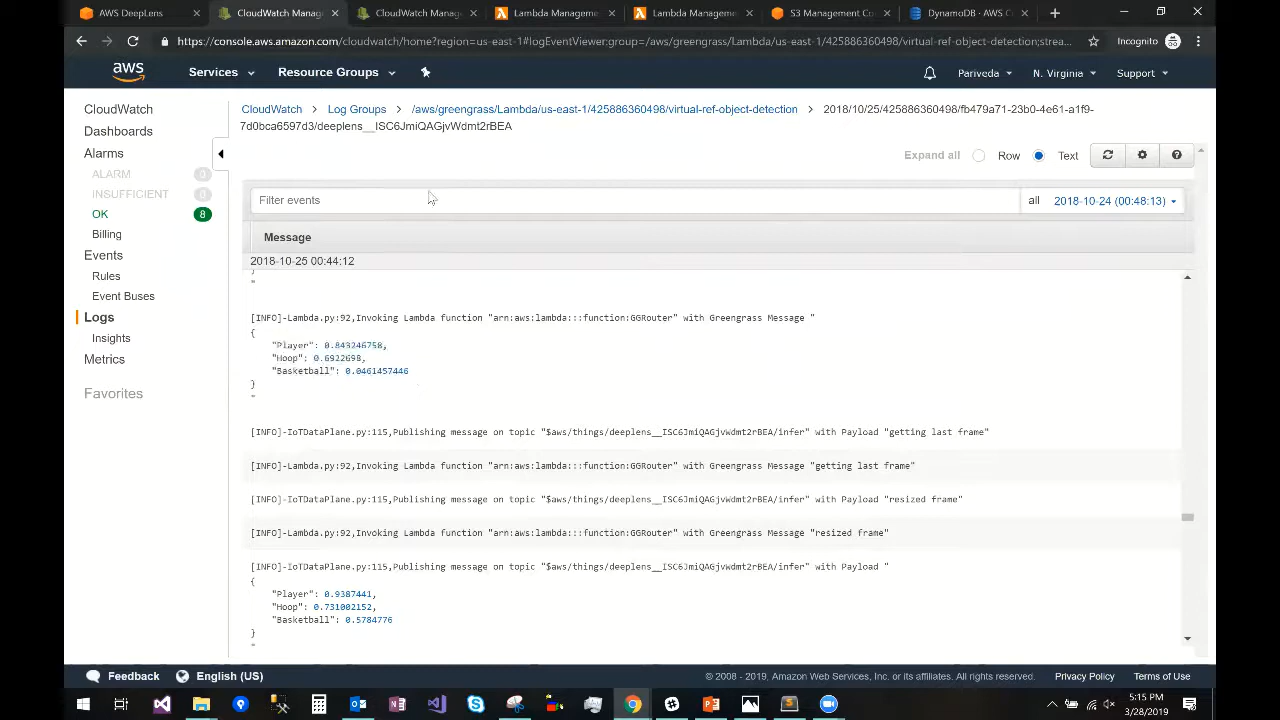 AWS DeepLens
CloudWatch Manage
CloudWatch Manage
Lambda Manageme
Lambda Manageme
S3 Management Co
DynamoDB - AWS C
https://console.aws.amazon.com/cloudwatch/home?region=us-east-1#logEventViewer:group=/aws/greengrass/Lambda/us-east-1/425886360498/virtual-ref-object-detection;strea...
Incognito
aws
Services
Resource Groups
Pariveda
N. Virginia
Support
CloudWatch
Dashboards
Alarms
ALARM 0
INSUFFICIENT 0
OK 8
Billing
Events
Rules
Event Buses
Logs
Insights
Metrics
Favorites
CloudWatch
Log Groups
/aws/greengrass/Lambda/us-east-1/425886360498/virtual-ref-object-detection
2018/10/25/425886360498/fb479a71-23b0-4e61-a1f9-
7d0bca6597d3/deeplens__ISC6JmiQAGjvWdmt2rBEA
Expand all
Row
Text
Filter events
all
2018-10-24 (00:48:13)
Message
2018-10-25 00:44:12
}
"
[INFO]-Lambda.py:92,Invoking Lambda function "arn:aws:lambda:::function:GGRouter" with Greengrass Message "
{
"Player": 0.843246758,
"Hoop": 0.6922698,
"Basketball": 0.0461457446
}
"
[INFO]-IoTDataPlane.py:115,Publishing message on topic "$aws/things/deeplens__ISC6JmiQAGjvWdmt2rBEA/infer" with Payload "getting last frame"
[INFO]-Lambda.py:92,Invoking Lambda function "arn:aws:lambda:::function:GGRouter" with Greengrass Message "getting last frame"
[INFO]-IoTDataPlane.py:115,Publishing message on topic "$aws/things/deeplens__ISC6JmiQAGjvWdmt2rBEA/infer" with Payload "resized frame"
[INFO]-Lambda.py:92,Invoking Lambda function "arn:aws:lambda:::function:GGRouter" with Greengrass Message "resized frame"
[INFO]-IoTDataPlane.py:115,Publishing message on topic "$aws/things/deeplens__ISC6JmiQAGjvWdmt2rBEA/infer" with Payload "
{
"Player": 0.9387441,
"Hoop": 0.731002152,
"Basketball": 0.5784776
}
"
Feedback
English (US)
© 2008 - 2019, Amazon Web Services, Inc. or its affiliates. All rights reserved.
Privacy Policy
Terms of Use
5:15 PM
3/28/2019